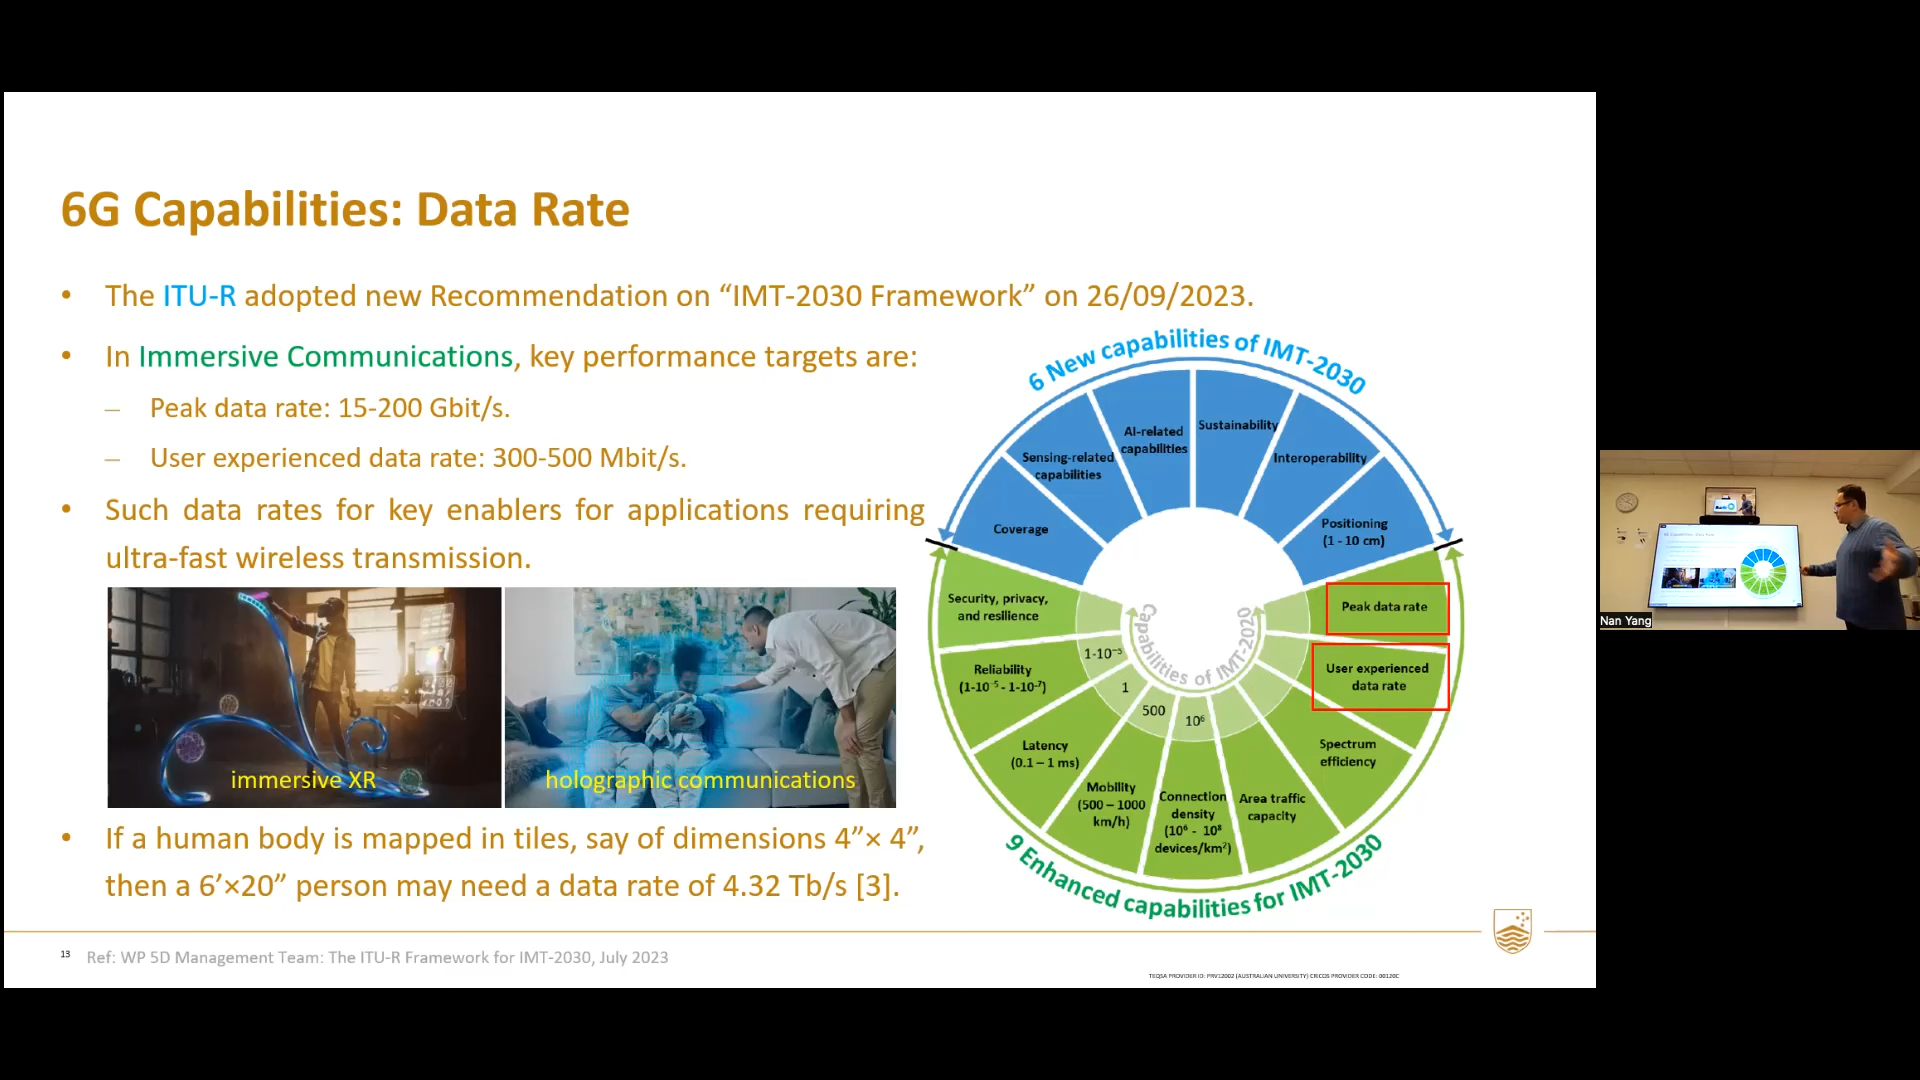 6G Capabilities: Data Rate
• The ITU-R adopted new Recommendation on “IMT-2030 Framework” on 26/09/2023.
• In Immersive Communications, key performance targets are:
– Peak data rate: 15-200 Gbit/s.
– User experienced data rate: 300-500 Mbit/s.
• Such data rates for key enablers for applications requiring
ultra-fast wireless transmission.
immersive XR
holographic communications
• If a human body is mapped in tiles, say of dimensions 4”× 4”,
then a 6’×20” person may need a data rate of 4.32 Tb/s [3].
6 New capabilities of IMT-2030
Coverage
Sensing-related
capabilities
AI-related
capabilities
Sustainability
Interoperability
Positioning
(1 - 10 cm)
Security, privacy,
and resilience
Reliability
(1-10⁻⁵ - 1-10⁻⁷)
Latency
(0.1 – 1 ms)
Mobility
(500 – 1000
km/h)
Connection
density
(10⁶ - 10⁸
devices/km²)
Area traffic
capacity
Spectrum
efficiency
User experienced
data rate
Peak data rate
1-10⁻⁵
1
500
10⁶
Capabilities of IMT-2020
9 Enhanced capabilities for IMT-2030
13 Ref: WP 5D Management Team: The ITU-R Framework for IMT-2030, July 2023
TEQSA PROVIDER ID: PRV12002 (AUSTRALIAN UNIVERSITY) CRICOS PROVIDER CODE: 00120C
Nan Yang